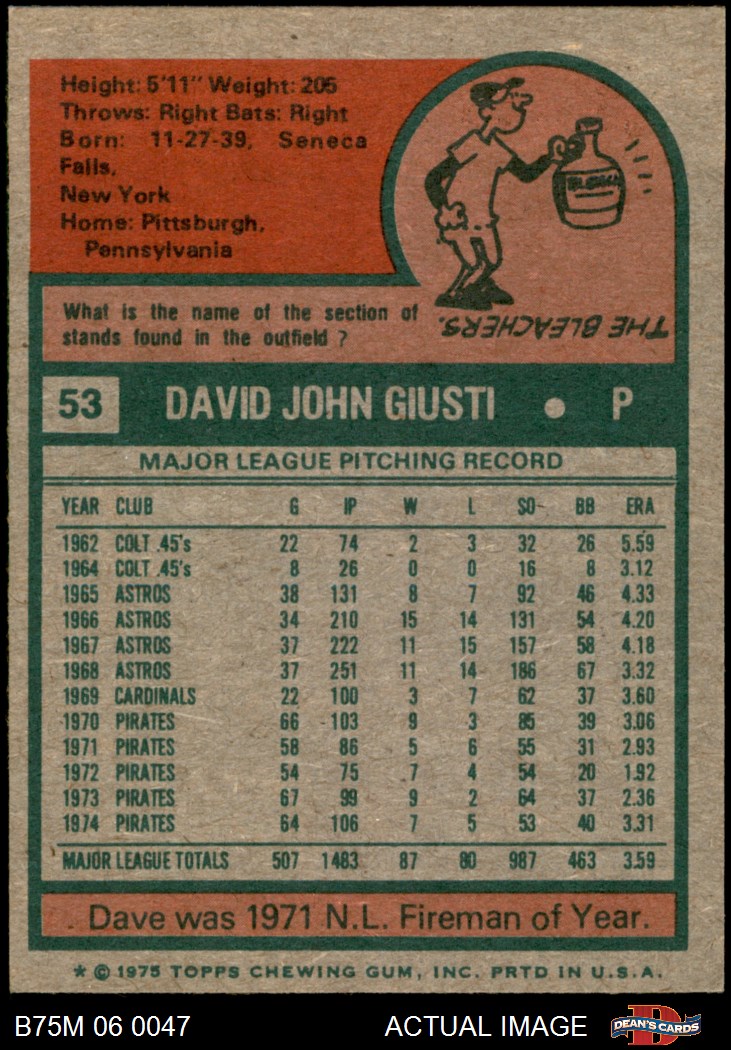 Height: 5'11" Weight: 205
Throws: Right Bats: Right
Born: 11-27-39, Seneca
Falls,
New York
Home: Pittsburgh,
Pennsylvania
What is the name of the section of
stands found in the outfield ?
THE BLEACHERS.
53 DAVID JOHN GIUSTI • P
MAJOR LEAGUE PITCHING RECORD
YEAR CLUB G IP W L SO BB ERA
1962 COLT .45's 22 74 2 3 32 26 5.59
1964 COLT .45's 8 26 0 0 16 8 3.12
1965 ASTROS 38 131 8 7 92 46 4.33
1966 ASTROS 34 210 15 14 131 54 4.20
1967 ASTROS 37 222 11 15 157 58 4.18
1968 ASTROS 37 251 11 14 186 67 3.32
1969 CARDINALS 22 100 3 7 62 37 3.60
1970 PIRATES 66 103 9 3 85 39 3.06
1971 PIRATES 58 86 5 6 55 31 2.93
1972 PIRATES 54 75 7 4 54 20 1.92
1973 PIRATES 67 99 9 2 64 37 2.36
1974 PIRATES 64 106 7 5 53 40 3.31
MAJOR LEAGUE TOTALS 507 1483 87 80 987 463 3.59
Dave was 1971 N.L. Fireman of Year.
* © 1975 TOPPS CHEWING GUM, INC. PRTD IN U.S.A.
B75M 06 0047 ACTUAL IMAGE
D DEAN'S CARDS